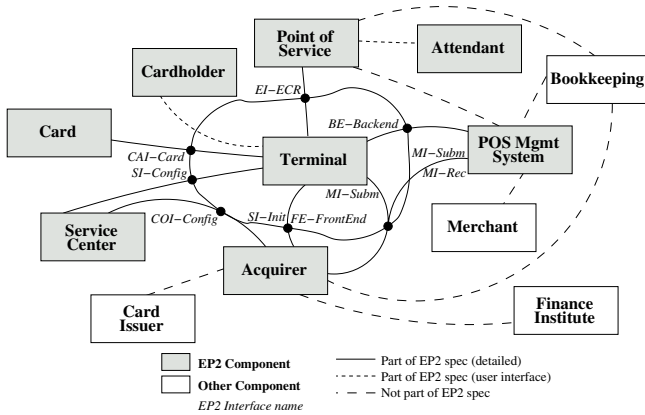 Point of
Service
Attendant
Cardholder
Bookkeeping
EI−ECR
BE−Backend
Card
CAI−Card
SI−Config
Terminal
MI−Subm
MI−Rec
POS Mgmt
System
MI−Subm
COI−Config
SI−Init
FE−FrontEnd
Service
Center
Merchant
Acquirer
Card
Issuer
Finance
Institute
EP2 Component
Other Component
EP2 Interface name
Part of EP2 spec (detailed)
Part of EP2 spec (user interface)
Not part of EP2 spec